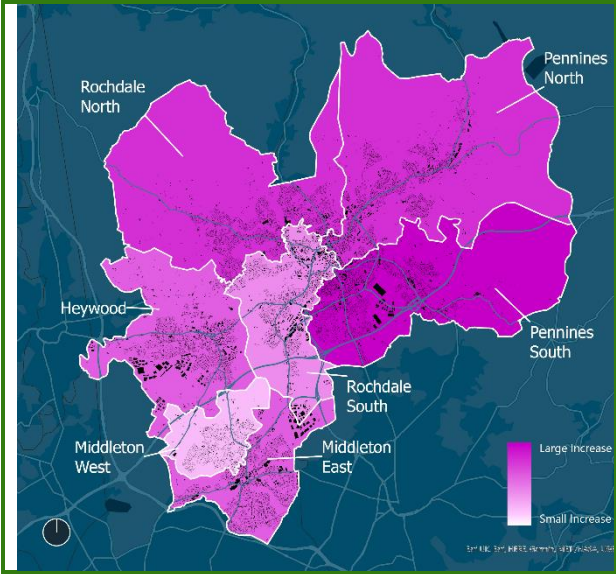 Rochdale
North
Pennines
North
Heywood
Pennines
South
Rochdale
South
Middleton
West
Middleton
East
Large Increase
Small Increase